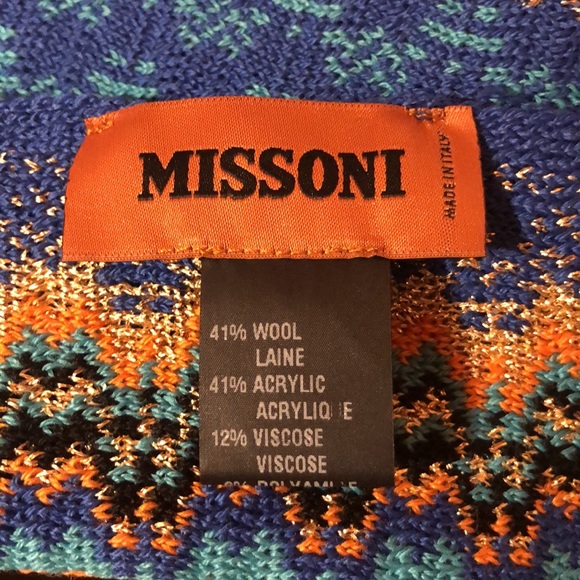 MISSONI
MADE IN ITALY
41% WOOL
LAINE
41% ACRYLIC
ACRYLIQUE
12% VISCOSE
VISCOSE